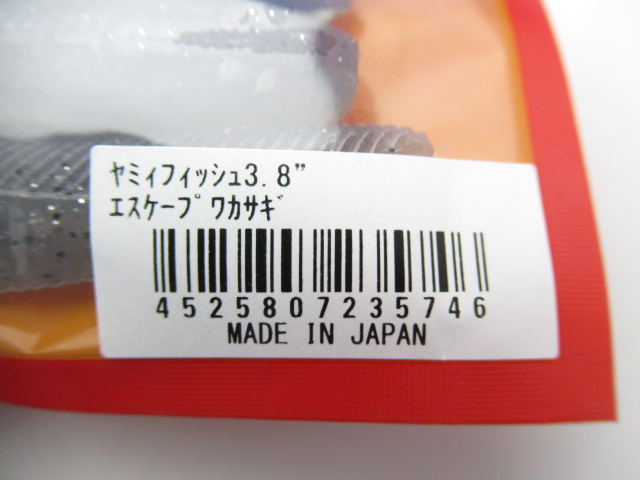 ﾔﾐｨﾌｨｯｼｭ3.8”
ｴｽｹｰﾌﾟﾜｶｻｷﾞ
4525807235746
MADE IN JAPAN